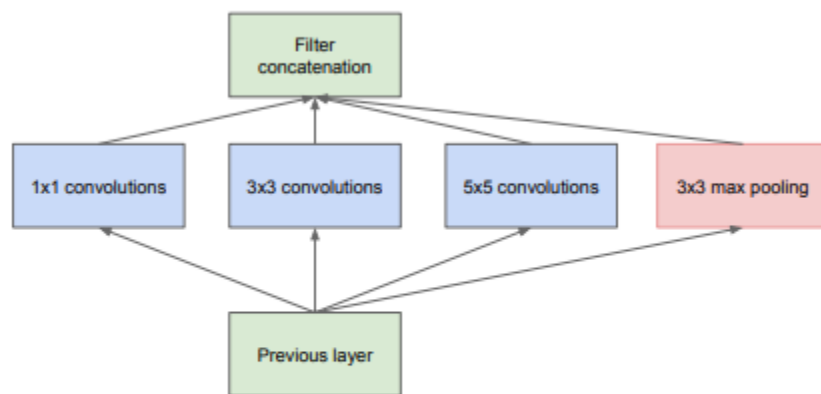 Filter
concatenation
1x1 convolutions
3x3 convolutions
5x5 convolutions
3x3 max pooling
Previous layer